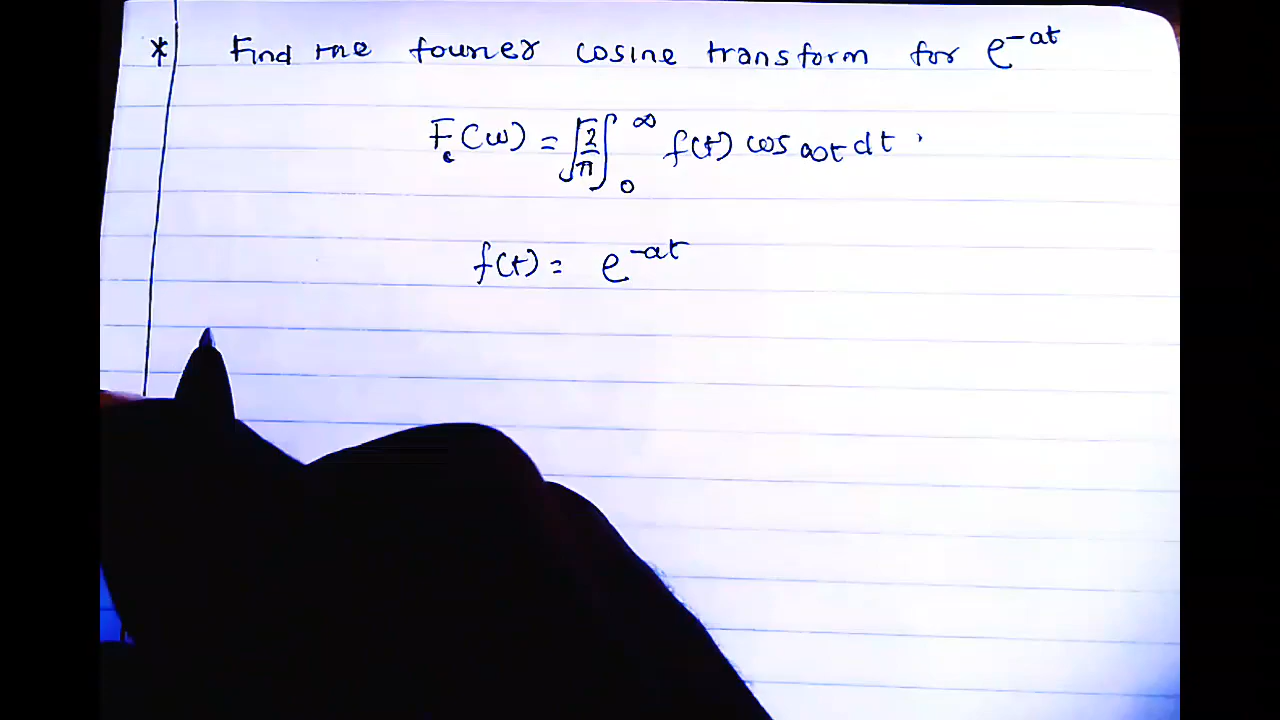 * Find the fourier cosine transform for e^-at
F_c(ω) = √2/π ∫_0^∞ f(t) cos ωt dt .
f(t) = e^-at